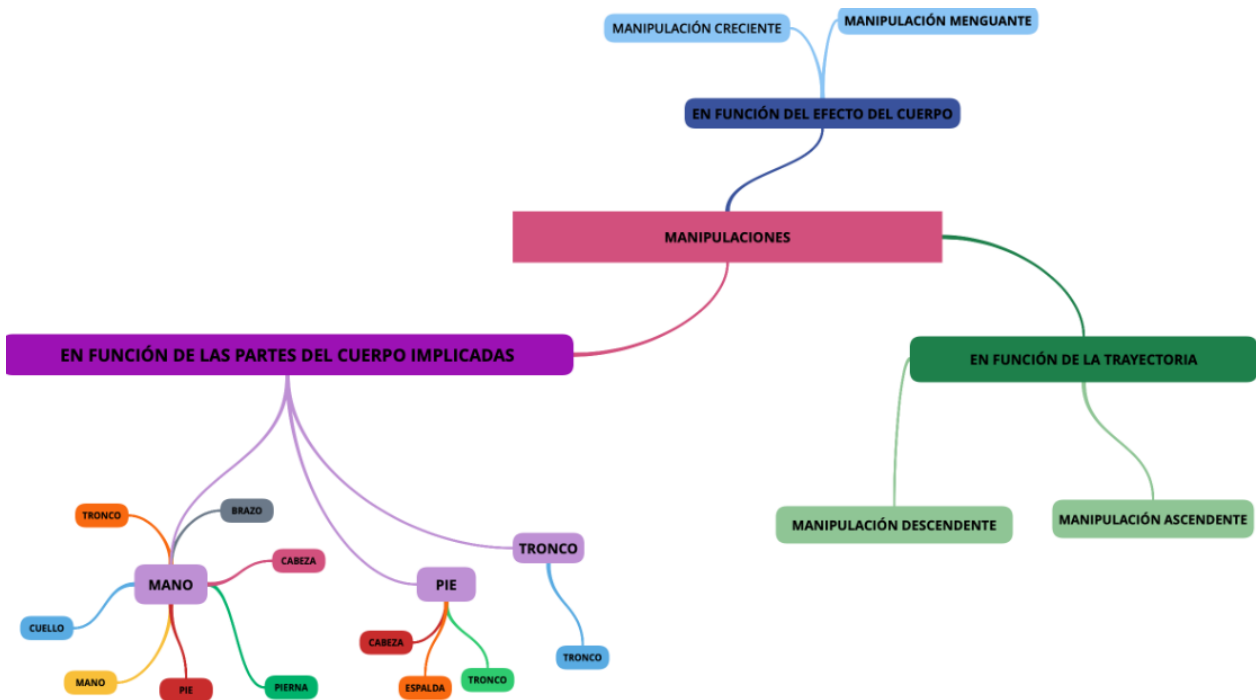 MANIPULACIÓN CRECIENTE
MANIPULACIÓN MENGUANTE
EN FUNCIÓN DEL EFECTO DEL CUERPO
MANIPULACIONES
EN FUNCIÓN DE LAS PARTES DEL CUERPO IMPLICADAS
EN FUNCIÓN DE LA TRAYECTORIA
MANIPULACIÓN DESCENDENTE
MANIPULACIÓN ASCENDENTE
TRONCO
BRAZO
CABEZA
MANO
CUELLO
MANO
PIE
PIERNA
PIE
CABEZA
ESPALDA
TRONCO
TRONCO
TRONCO